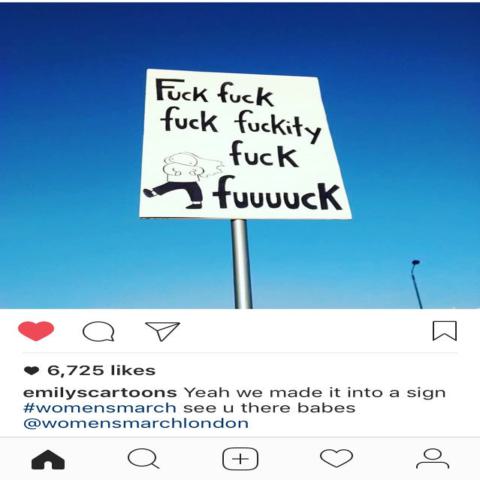 Fuck fuck
fuck fuckity
fuck
fuuuuck
6,725 likes
emilyscartoons Yeah we made it into a sign
#womensmarch see u there babes
@womensmarchlondon